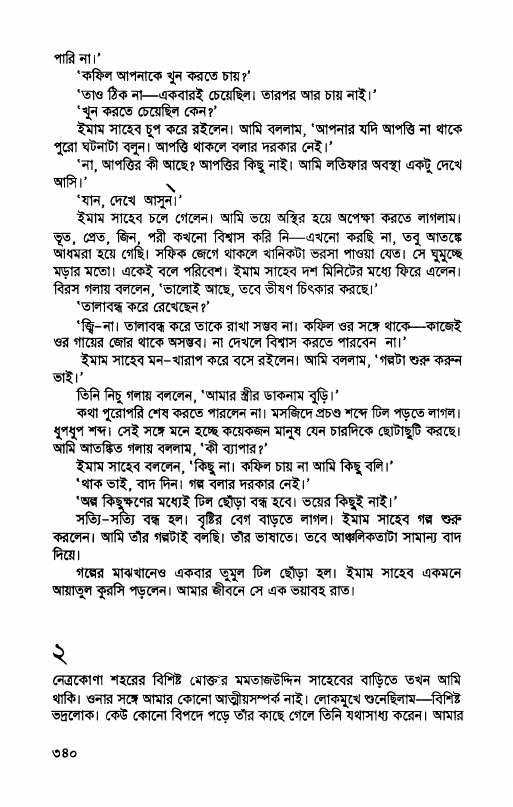 পারি না।’
‘কফিল আপনাকে খুন করতে চায়?’
‘তাও ঠিক না—একবারই চেয়েছিল। তারপর আর চায় নাই।’
‘খুন করতে চেয়েছিল কেন?’
ইমাম সাহেব চুপ করে রইলেন। আমি বললাম, ‘আপনার যদি আপত্তি না থাকে
পুরো ঘটনাটা বলুন। আপত্তি থাকলে বলার দরকার নেই।’
‘না, আপত্তির কী আছে? আপত্তির কিছু নাই। আমি লতিফার অবস্থা একটু দেখে
আসি।’
‘যান, দেখে আসুন।’
ইমাম সাহেব চলে গেলেন। আমি ভয়ে অস্থির হয়ে অপেক্ষা করতে লাগলাম।
ভূত, প্রেত, জিন, পরী কখনো বিশ্বাস করি নি—এখনো করছি না, তবু আতঙ্কে
আধমরা হয়ে গেছি। সফিক জেগে থাকলে খানিকটা ভরসা পাওয়া যেত। সে ঘুমুচ্ছে
মড়ার মতো। একেই বলে পরিবেশ। ইমাম সাহেব দশ মিনিটের মধ্যে ফিরে এলেন।
বিরস গলায় বললেন, ‘ভালোই আছে, তবে ভীষণ চিৎকার করছে।’
‘তালাবন্ধ করে রেখেছেন?’
‘জ্বি-না। তালাবন্ধ করে তাকে রাখা সম্ভব না। কফিল ওর সঙ্গে থাকে—কাজেই
ওর গায়ের জোর থাকে অসম্ভব। না দেখলে বিশ্বাস করতে পারবেন না।’
ইমাম সাহেব মন-খারাপ করে বসে রইলেন। আমি বললাম, ‘গল্পটা শুরু করুন
ভাই।’
তিনি নিচু গলায় বললেন, ‘আমার স্ত্রীর ডাকনাম বুড়ি।’
কথা পুরোপরি শেষ করতে পারলেন না। মসজিদে প্রচণ্ড শব্দে ঢিল পড়তে লাগল।
ধুপধুপ শব্দ। সেই সঙ্গে মনে হচ্ছে কয়েকজন মানুষ যেন চারদিকে ছোটাছুটি করছে।
আমি আতঙ্কিত গলায় বললাম, ‘কী ব্যাপার?’
ইমাম সাহেব বললেন, ‘কিছু না। কফিল চায় না আমি কিছু বলি।’
‘থাক ভাই, বাদ দিন। গল্প বলার দরকার নেই।’
‘অল্প কিছুক্ষণের মধ্যেই ঢিল ছোঁড়া বন্ধ হবে। ভয়ের কিছুই নাই।’
সত্যি-সত্যি বন্ধ হল। বৃষ্টির বেগ বাড়তে লাগল। ইমাম সাহেব গল্প শুরু
করলেন। আমি তাঁর গল্পটাই বলছি। তাঁর ভাষাতে। তবে আঞ্চলিকতাটা সামান্য বাদ
দিয়ে।
গল্পের মাঝখানেও একবার তুমুল ঢিল ছোঁড়া হল। ইমাম সাহেব একমনে
আয়াতুল কুরসি পড়লেন। আমার জীবনে সে এক ভয়াবহ রাত।
২
নেত্রকোণা শহরের বিশিষ্ট মোক্তার মমতাজউদ্দিন সাহেবের বাড়িতে তখন আমি
থাকি। ওনার সঙ্গে আমার কোনো আত্মীয়সম্পর্ক নাই। লোকমুখে শুনেছিলাম—বিশিষ্ট
ভদ্রলোক। কেউ কোনো বিপদে পড়ে তাঁর কাছে গেলে তিনি যথাসাধ্য করেন। আমার
৩৪০